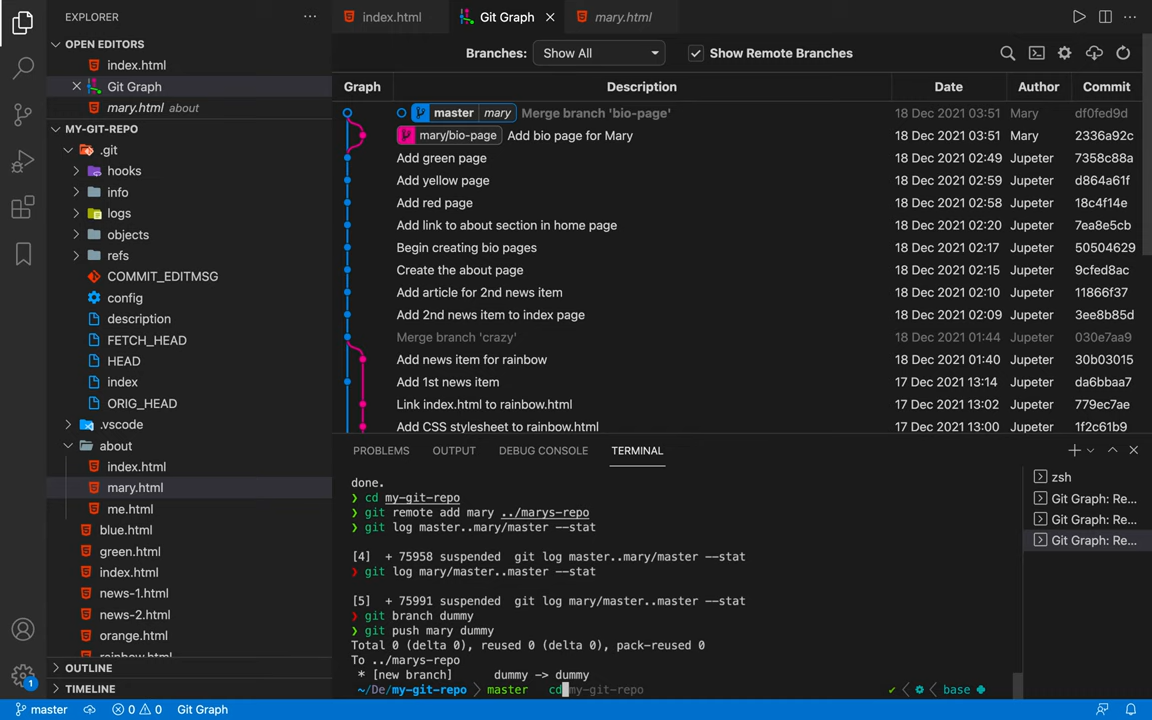 EXPLORER
OPEN EDITORS
index.html
Git Graph
mary.html about
MY-GIT-REPO
.git
hooks
info
logs
objects
refs
COMMIT_EDITMSG
config
description
FETCH_HEAD
HEAD
index
ORIG_HEAD
.vscode
about
index.html
mary.html
me.html
blue.html
green.html
index.html
news-1.html
news-2.html
orange.html
rainbow.html
OUTLINE
TIMELINE
index.html Git Graph mary.html
Branches: Show All Show Remote Branches
Graph Description Date Author Commit
master mary Merge branch 'bio-page' 18 Dec 2021 03:51 Mary df0fed9d
mary/bio-page Add bio page for Mary 18 Dec 2021 03:51 Mary 2336a92c
Add green page 18 Dec 2021 02:49 Jupeter 7358c88a
Add yellow page 18 Dec 2021 02:59 Jupeter d864a61f
Add red page 18 Dec 2021 02:58 Jupeter 18c4f14e
Add link to about section in home page 18 Dec 2021 02:20 Jupeter 7ea8e5cb
Begin creating bio pages 18 Dec 2021 02:17 Jupeter 50504629
Create the about page 18 Dec 2021 02:15 Jupeter 9cfed8ac
Add article for 2nd news item 18 Dec 2021 02:10 Jupeter 11866f37
Add 2nd news item to index page 18 Dec 2021 02:09 Jupeter 3ee8b85d
Merge branch 'crazy' 18 Dec 2021 01:44 Jupeter 030e7aa9
Add news item for rainbow 18 Dec 2021 01:40 Jupeter 30b03015
Add 1st news item 17 Dec 2021 13:14 Jupeter da6bbaa7
Link index.html to rainbow.html 17 Dec 2021 13:02 Jupeter 779ec7ae
Add CSS stylesheet to rainbow.html 17 Dec 2021 13:00 Jupeter 1f2c61b9
PROBLEMS OUTPUT DEBUG CONSOLE TERMINAL
done.
❯ cd my-git-repo
❯ git remote add mary ../marys-repo
❯ git log master..mary/master --stat
[4] + 75958 suspended git log master..mary/master --stat
❯ git log mary/master..master --stat
[5] + 75991 suspended git log mary/master..master --stat
❯ git branch dummy
❯ git push mary dummy
Total 0 (delta 0), reused 0 (delta 0), pack-reused 0
To ../marys-repo
* [new branch] dummy -> dummy
~/De/my-git-repo master cd my-git-repo ✔ base
zsh
Git Graph: Re...
Git Graph: Re...
Git Graph: Re...
1
master 0 0 Git Graph